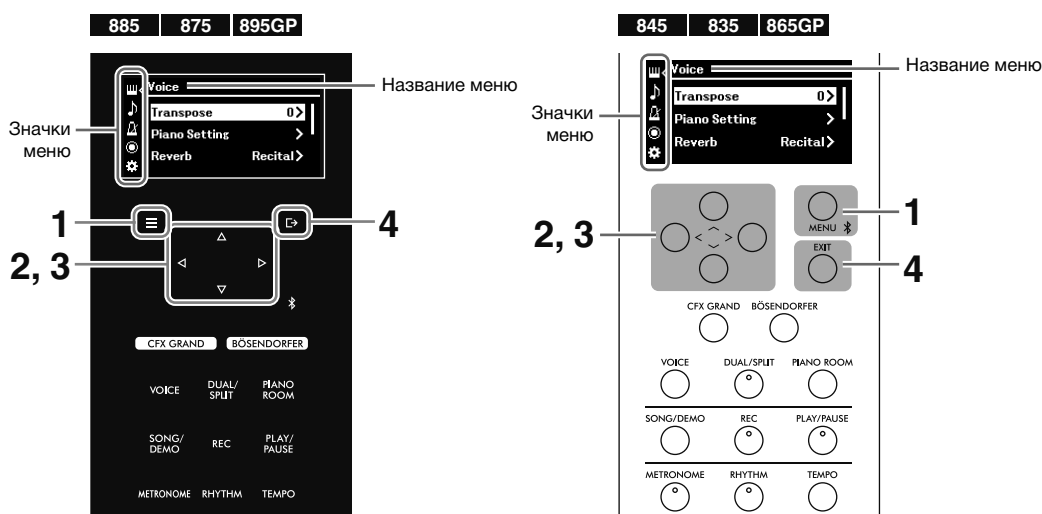 885 875 895GP
Voice
Transpose 0
Piano Setting
Reverb Recital
Название меню
Значки
меню
1
4
2, 3
CFX GRAND BÖSENDORFER
VOICE DUAL/
SPLIT PIANO
ROOM
SONG/
DEMO REC PLAY/
PAUSE
METRONOME RHYTHM TEMPO
845 835 865GP
Voice
Transpose 0
Piano Setting
Reverb Recital
Название меню
Значки
меню
2, 3
MENU
1
EXIT
4
CFX GRAND BÖSENDORFER
VOICE DUAL/SPLIT PIANO ROOM
SONG/DEMO REC PLAY/PAUSE
METRONOME RHYTHM TEMPO